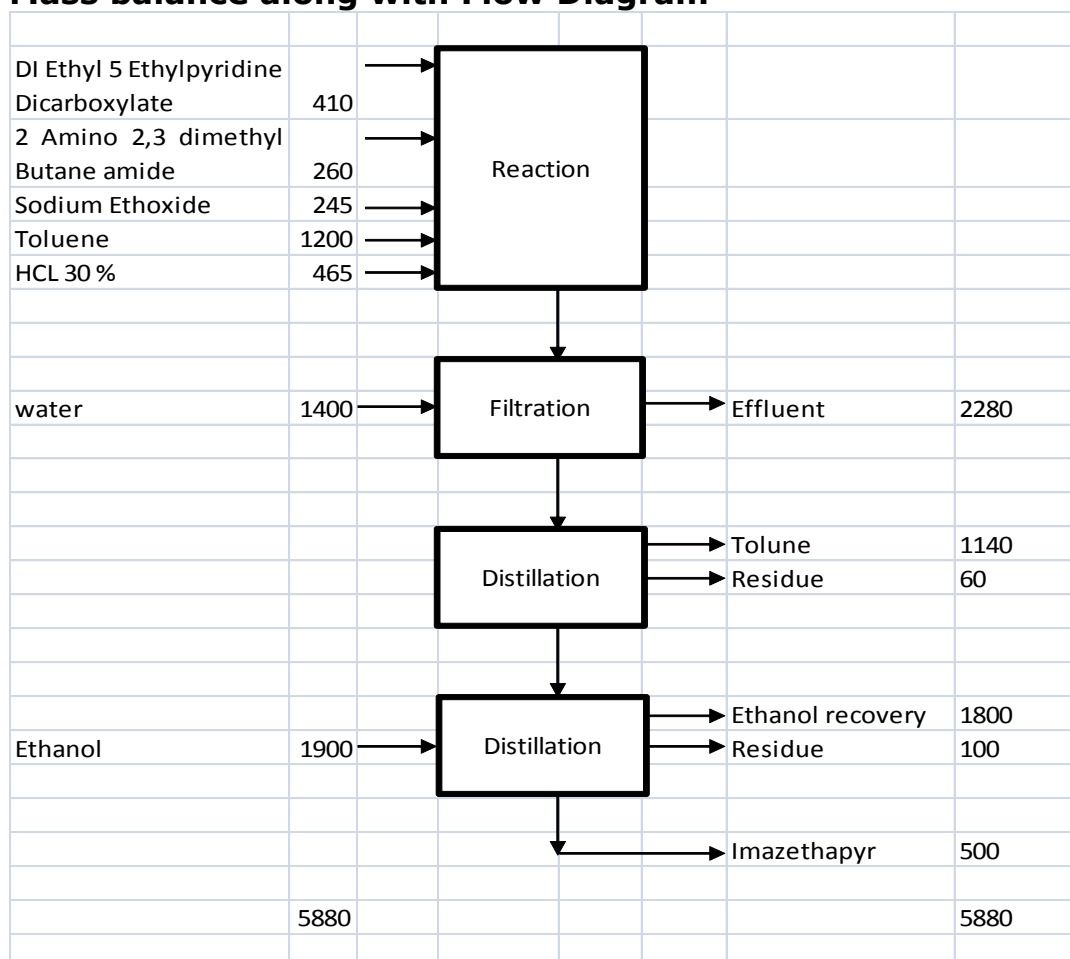 Mass balance along with Flow Diagram
DI Ethyl 5 Ethylpyridine
Dicarboxylate 410
2 Amino 2,3 dimethyl
Butane amide 260
Reaction
Sodium Ethoxide 245
Toluene 1200
HCL 30 % 465
water 1400 Filtration Effluent 2280
Tolune 1140
Distillation
Residue 60
Ethanol recovery 1800
Ethanol 1900 Distillation Residue 100
Imazethapyr 500
5880 5880